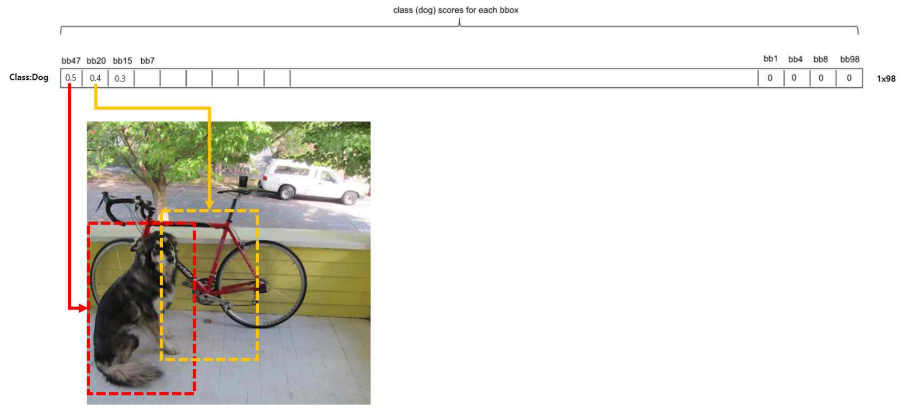 class (dog) scores for each bbox
bb47 bb20 bb15 bb7 bb1 bb4 bb8 bb98
Class:Dog 0.5 0.4 0.3 0 0 0 0 1x98